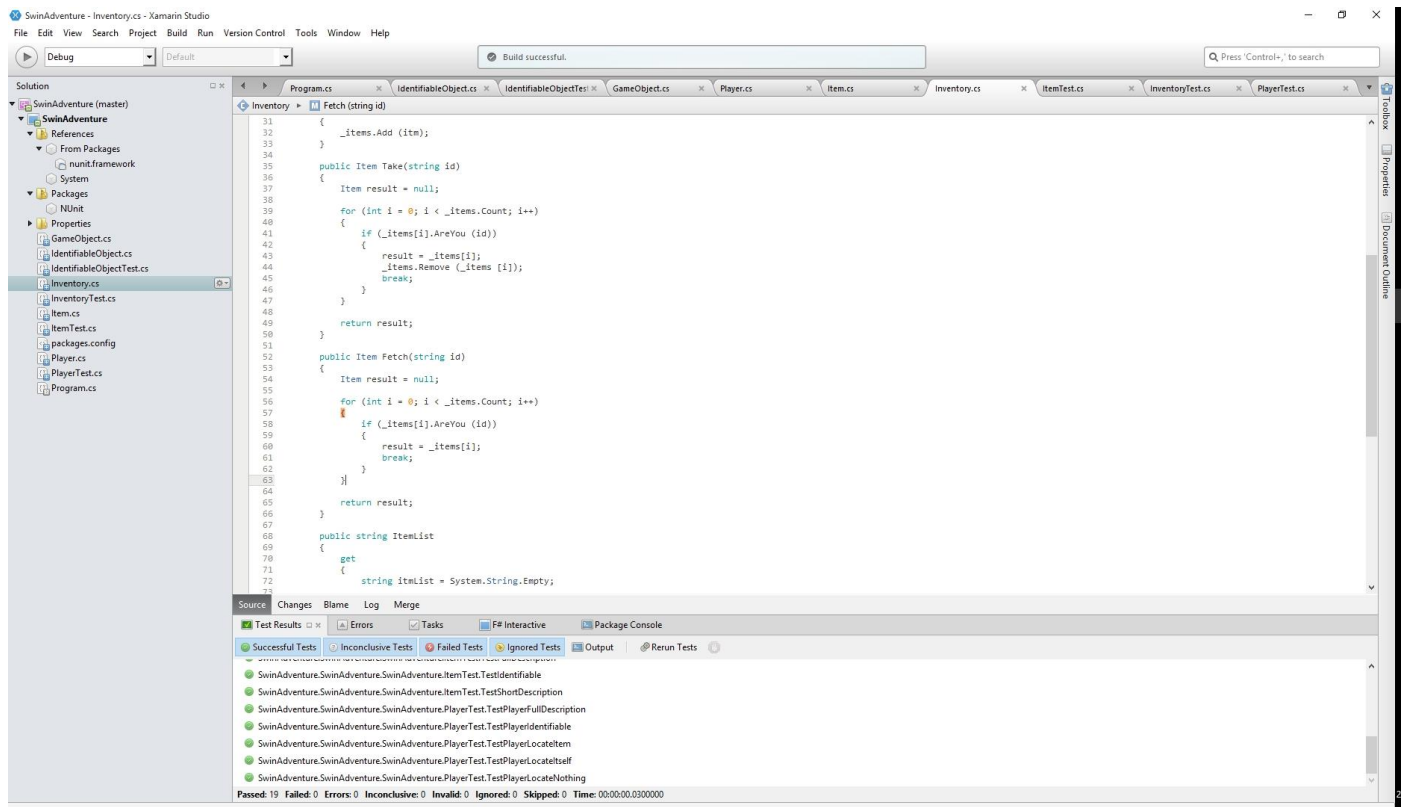 SwinAdventure - Inventory.cs - Xamarin Studio
File Edit View Search Project Build Run Version Control Tools Window Help
Debug Default Build successful. Press 'Control+,' to search
Solution
SwinAdventure (master)
SwinAdventure
References
From Packages
nunit.framework
System
Packages
NUnit
Properties
GameObject.cs
IdentifiableObject.cs
IdentifiableObjectTest.cs
Inventory.cs
InventoryTest.cs
Item.cs
ItemTest.cs
packages.config
Player.cs
PlayerTest.cs
Program.cs
Program.cs IdentifiableObject.cs IdentifiableObjectTes GameObject.cs Player.cs Item.cs Inventory.cs ItemTest.cs InventoryTest.cs PlayerTest.cs
Inventory Fetch (string id)
31 {
32 _items.Add (itm);
33 }
34
35 public Item Take(string id)
36 {
37 Item result = null;
38
39 for (int i = 0; i < _items.Count; i++)
40 {
41 if (_items[i].AreYou (id))
42 {
43 result = _items[i];
44 _items.Remove (_items [i]);
45 break;
46 }
47 }
48
49 return result;
50 }
51
52 public Item Fetch(string id)
53 {
54 Item result = null;
55
56 for (int i = 0; i < _items.Count; i++)
57 {
58 if (_items[i].AreYou (id))
59 {
60 result = _items[i];
61 break;
62 }
63 }
64
65 return result;
66 }
67
68 public string ItemList
69 {
70 get
71 {
72 string itmList = System.String.Empty;
73
Toolbox
Properties
Document Outline
Source Changes Blame Log Merge
Test Results Errors Tasks F# Interactive Package Console
Successful Tests Inconclusive Tests Failed Tests Ignored Tests Output Rerun Tests
SwinAdventure.SwinAdventure.SwinAdventure.ItemTest.TestFullDescription
SwinAdventure.SwinAdventure.SwinAdventure.ItemTest.TestIdentifiable
SwinAdventure.SwinAdventure.SwinAdventure.ItemTest.TestShortDescription
SwinAdventure.SwinAdventure.SwinAdventure.PlayerTest.TestPlayerFullDescription
SwinAdventure.SwinAdventure.SwinAdventure.PlayerTest.TestPlayerIdentifiable
SwinAdventure.SwinAdventure.SwinAdventure.PlayerTest.TestPlayerLocateItem
SwinAdventure.SwinAdventure.SwinAdventure.PlayerTest.TestPlayerLocateItself
SwinAdventure.SwinAdventure.SwinAdventure.PlayerTest.TestPlayerLocateNothing
Passed: 19 Failed: 0 Errors: 0 Inconclusive: 0 Invalid: 0 Ignored: 0 Skipped: 0 Time: 00:00:00.0300000
2